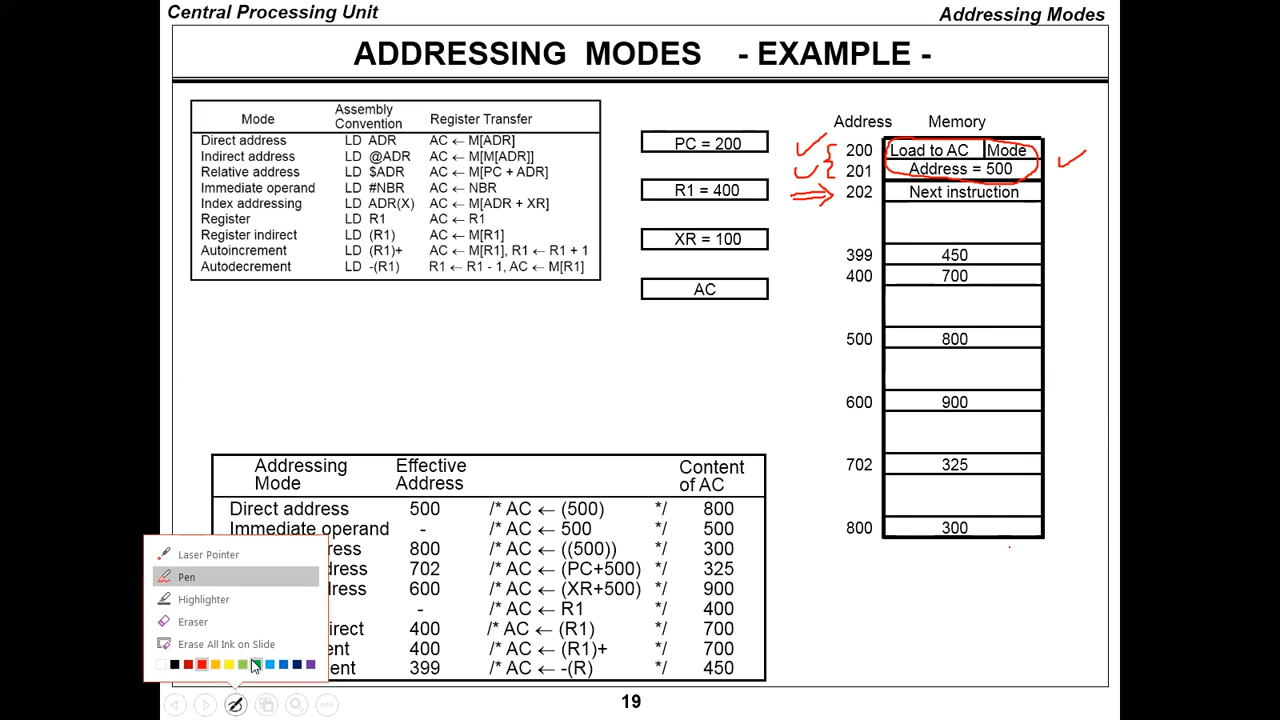 Central Processing Unit
Addressing Modes
ADDRESSING MODES - EXAMPLE -
Mode Assembly Convention Register Transfer
Direct address LD ADR AC ← M[ADR]
Indirect address LD @ADR AC ← M[M[ADR]]
Relative address LD $ADR AC ← M[PC + ADR]
Immediate operand LD #NBR AC ← NBR
Index addressing LD ADR(X) AC ← M[ADR + XR]
Register LD R1 AC ← R1
Register indirect LD (R1) AC ← M[R1]
Autoincrement LD (R1)+ AC ← M[R1], R1 ← R1 + 1
Autodecrement LD -(R1) R1 ← R1 - 1, AC ← M[R1]
PC = 200
R1 = 400
XR = 100
AC
Address Memory
200 Load to AC Mode
201 Address = 500
202 Next instruction
399 450
400 700
500 800
600 900
702 325
800 300
Addressing Mode Effective Address Content of AC
Direct address 500 /* AC ← (500) */ 800
Immediate operand - /* AC ← 500 */ 500
dress 800 /* AC ← ((500)) */ 300
dress 702 /* AC ← (PC+500) */ 325
dress 600 /* AC ← (XR+500) */ 900
- /* AC ← R1 */ 400
direct 400 /* AC ← (R1) */ 700
ent 400 /* AC ← (R1)+ */ 700
ment 399 /* AC ← -(R) */ 450
Laser Pointer
Pen
Highlighter
Eraser
Erase All Ink on Slide
19